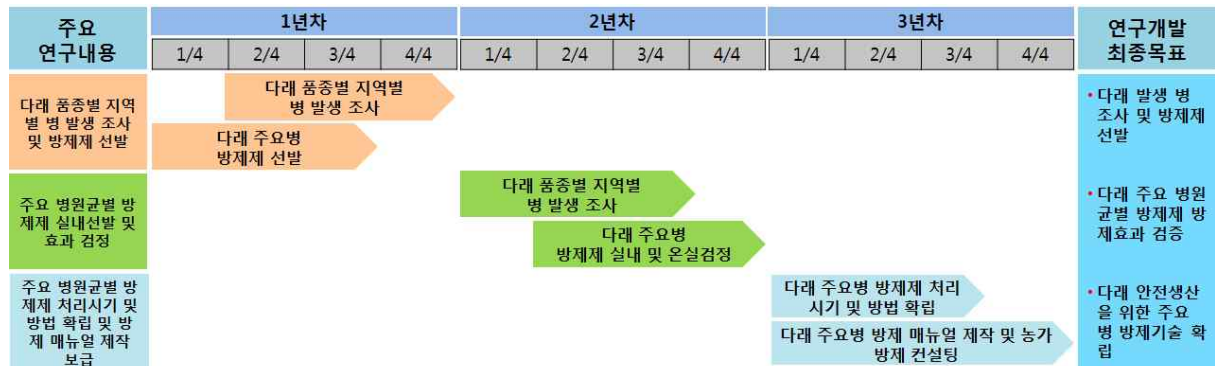 주요
연구내용
1년차
2년차
3년차
연구개발
최종목표
1/4 2/4 3/4 4/4 1/4 2/4 3/4 4/4 1/4 2/4 3/4 4/4
다래 품종별 지역
별 병 발생 조사
및 방제제 선발
다래 품종별 지역별
병 발생 조사
다래 주요병
방제제 선발
• 다래 발생 병
조사 및 방제제
선발
주요 병원균별 방
제제 실내선발 및
효과 검정
다래 품종별 지역별
병 발생 조사
다래 주요병
방제제 실내 및 온실검정
• 다래 주요 병원
균별 방제제 방
제효과 검증
주요 병원균별 방
제제 처리시기 및
방법 확립 및 방
제 매뉴얼 제작
보급
다래 주요병 방제제 처리
시기 및 방법 확립
다래 주요병 방제 매뉴얼 제작 및 농가
방제 컨설팅
• 다래 안전생산
을 위한 주요
병 방제기술 확
립